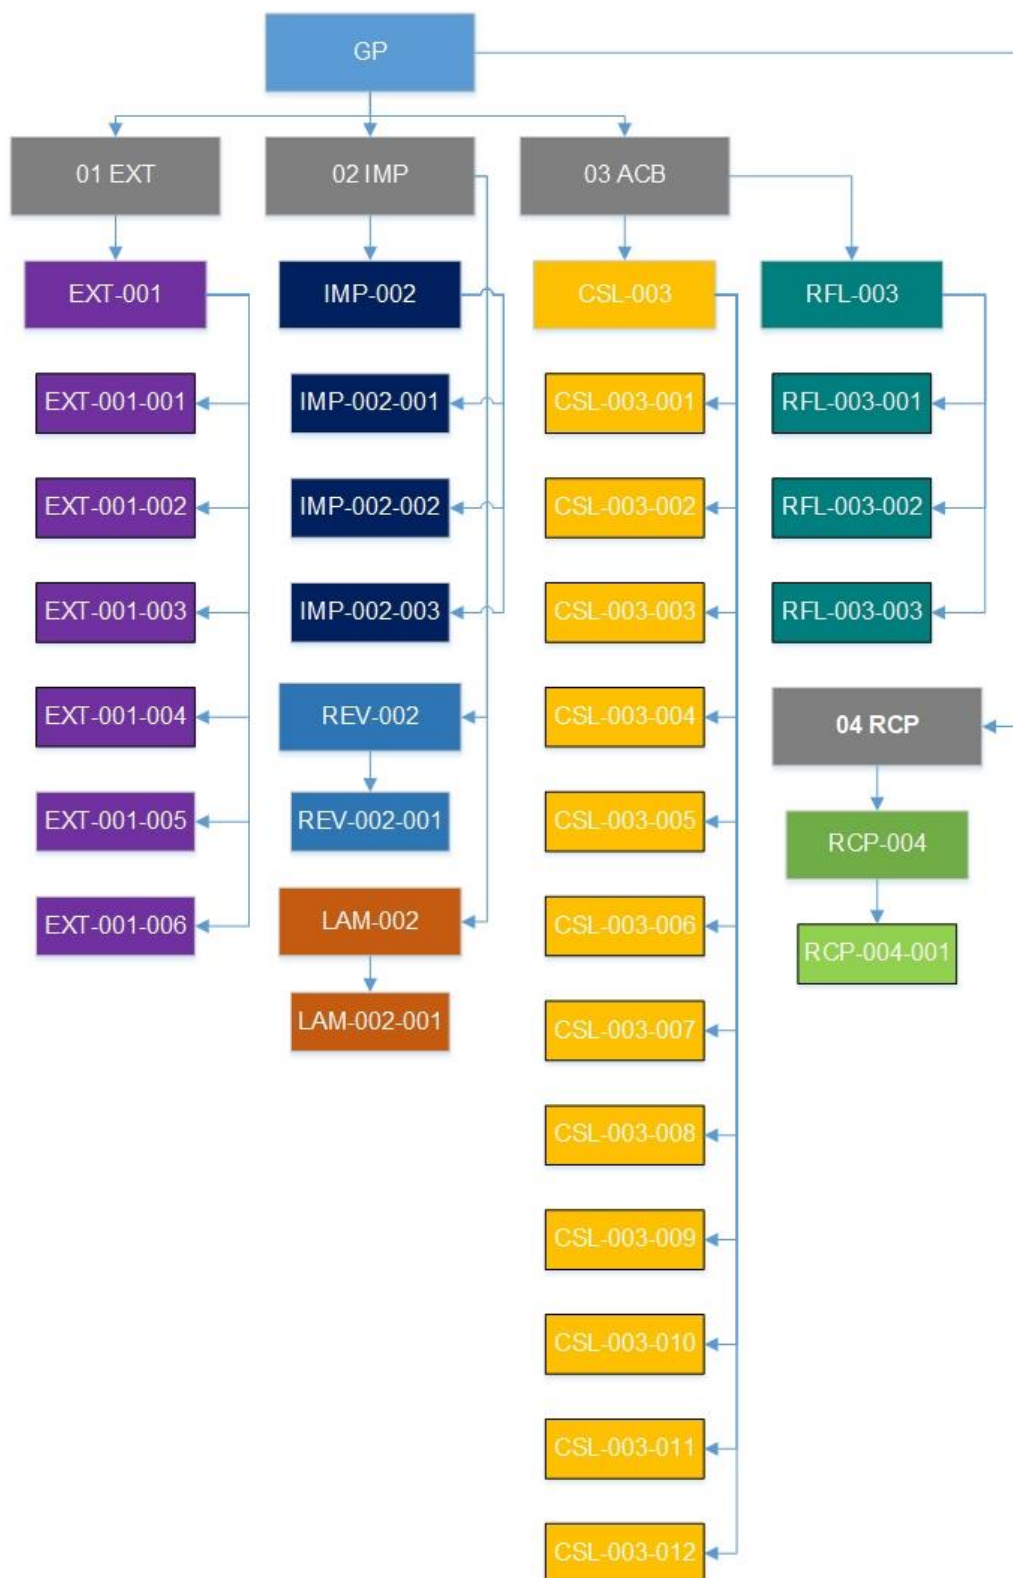 GP
01 EXT
02 IMP
03 ACB
EXT-001
IMP-002
CSL-003
RFL-003
EXT-001-001
IMP-002-001
CSL-003-001
RFL-003-001
EXT-001-002
IMP-002-002
CSL-003-002
RFL-003-002
EXT-001-003
IMP-002-003
CSL-003-003
RFL-003-003
EXT-001-004
REV-002
CSL-003-004
04 RCP
EXT-001-005
REV-002-001
CSL-003-005
RCP-004
EXT-001-006
LAM-002
CSL-003-006
RCP-004-001
LAM-002-001
CSL-003-007
CSL-003-008
CSL-003-009
CSL-003-010
CSL-003-011
CSL-003-012